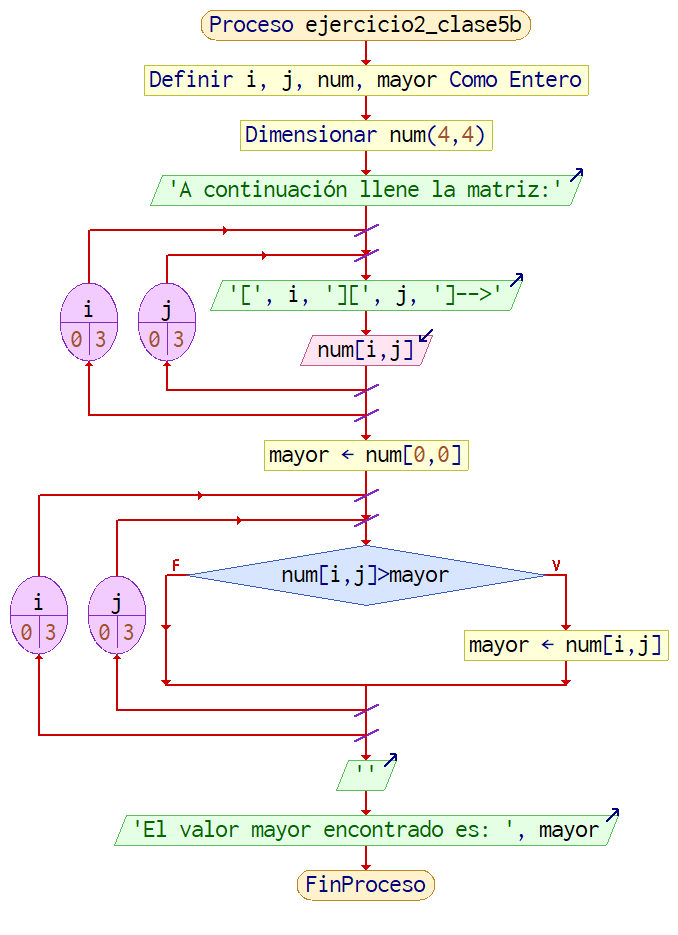 Proceso ejercicio2_clase5b
Definir i, j, num, mayor Como Entero
Dimensionar num(4,4)
'A continuación llene la matriz:'
i
0 3
j
0 3
'[', i, '][', j, ']-->'
num[i,j]
mayor ← num[0,0]
i
0 3
j
0 3
F
num[i,j]>mayor
V
mayor ← num[i,j]
''
'El valor mayor encontrado es: ', mayor
FinProceso